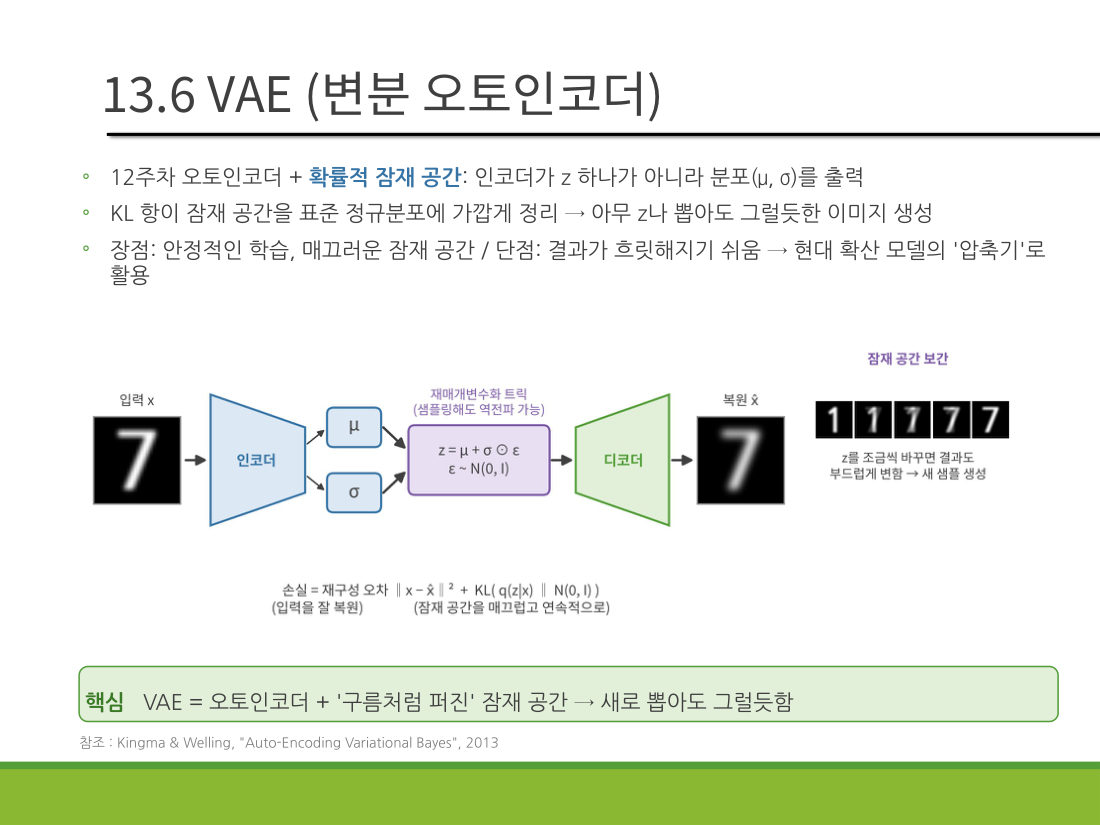 13.6 VAE (변분 오토인코더)
12주차 오토인코더 + 확률적 잠재 공간: 인코더가 z 하나가 아니라 분포(μ, σ)를 출력
KL 항이 잠재 공간을 표준 정규분포에 가깝게 정리 → 아무 z나 뽑아도 그럴듯한 이미지 생성
장점: 안정적인 학습, 매끄러운 잠재 공간 / 단점: 결과가 흐릿해지기 쉬움 → 현대 확산 모델의 '압축기'로
활용
입력 x
7
인코더
μ
σ
재매개변수화 트릭
(샘플링해도 역전파 가능)
z = μ + σ ⊙ ε
ε ~ N(0, I)
디코더
복원 x̂
7
잠재 공간 보간
1 1 7 7 7
z를 조금씩 바꾸면 결과도
부드럽게 변함 → 새 샘플 생성
손실 = 재구성 오차 ‖ x − x̂ ‖ ² + KL( q(z|x) ‖ N(0, I) )
(입력을 잘 복원) (잠재 공간을 매끄럽고 연속적으로)
핵심 VAE = 오토인코더 + '구름처럼 퍼진' 잠재 공간 → 새로 뽑아도 그럴듯함
참조 : Kingma & Welling, "Auto-Encoding Variational Bayes", 2013